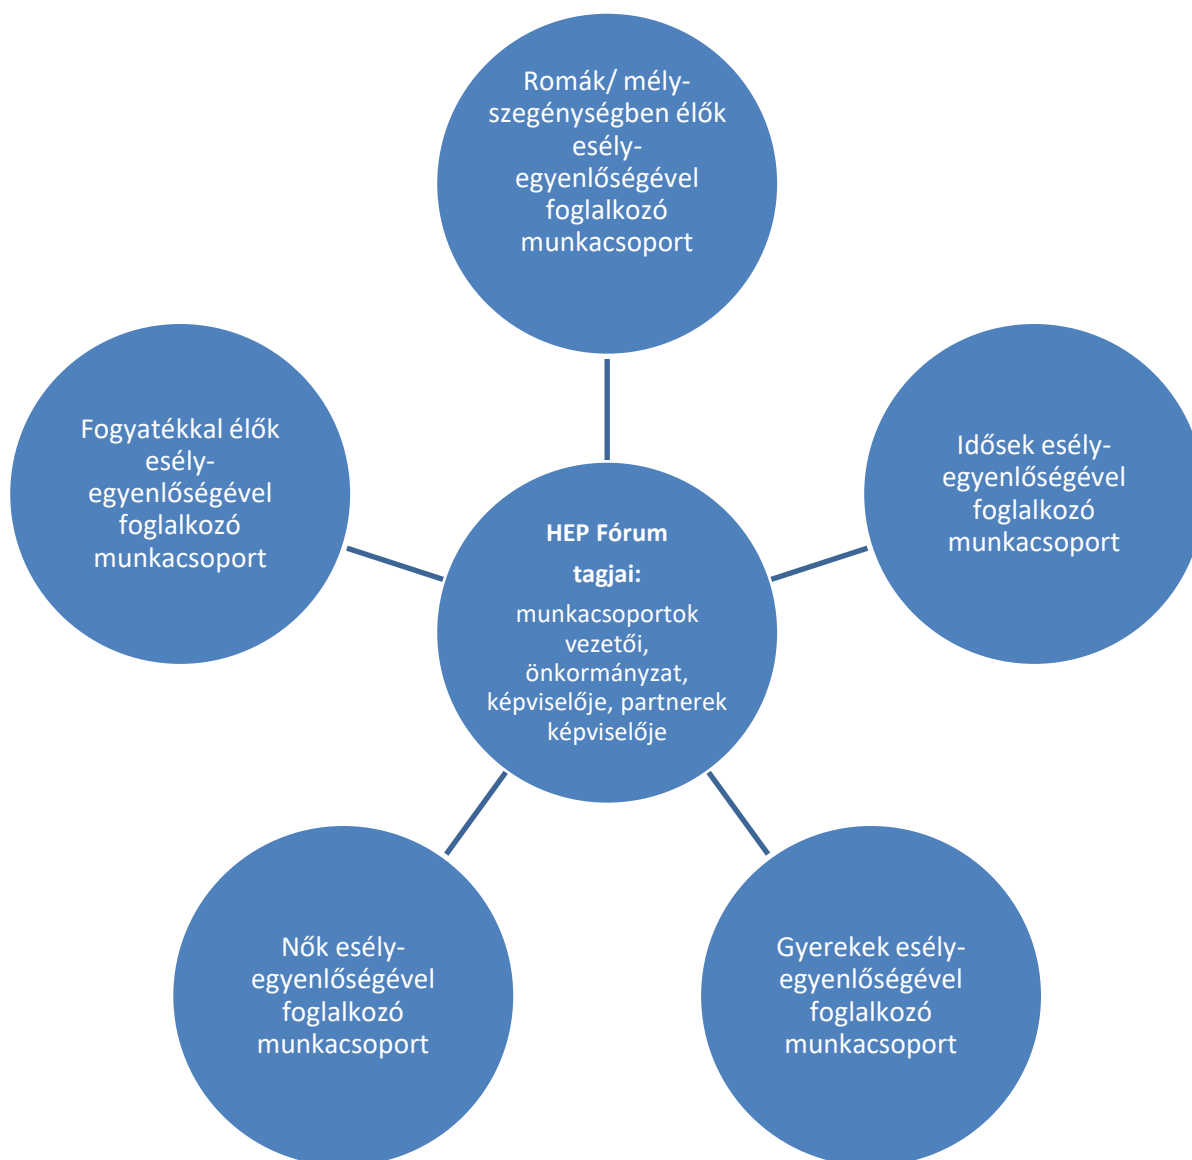 Romák/ mély-
szegénységben élők
esély-
egyenlőségével
foglalkozó
munkacsoport
Idősek esély-
egyenlőségével
foglalkozó
munkacsoport
Gyerekek esély-
egyenlőségével
foglalkozó
munkacsoport
Nők esély-
egyenlőségével
foglalkozó
munkacsoport
Fogyatékkal élők
esély-
egyenlőségével
foglalkozó
munkacsoport
HEP Fórum
tagjai:
munkacsoportok
vezetői,
önkormányzat,
képviselője, partnerek
képviselője